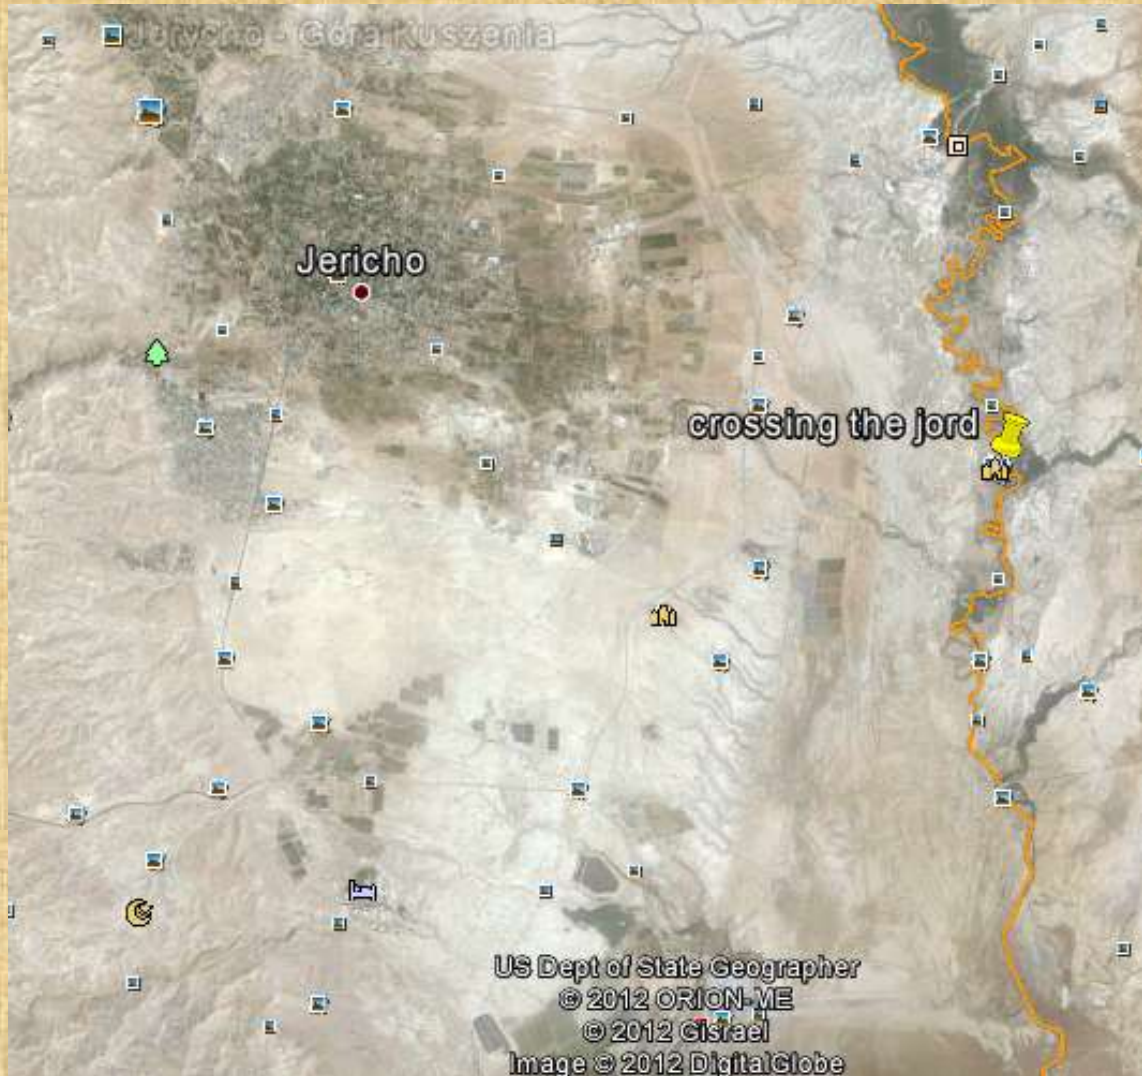 Jerycho - Góra Kuszenia
Jericho
crossing the jord
US Dept of State Geographer
© 2012 ORION-ME
© 2012 GISrael
Image © 2012 DigitalGlobe